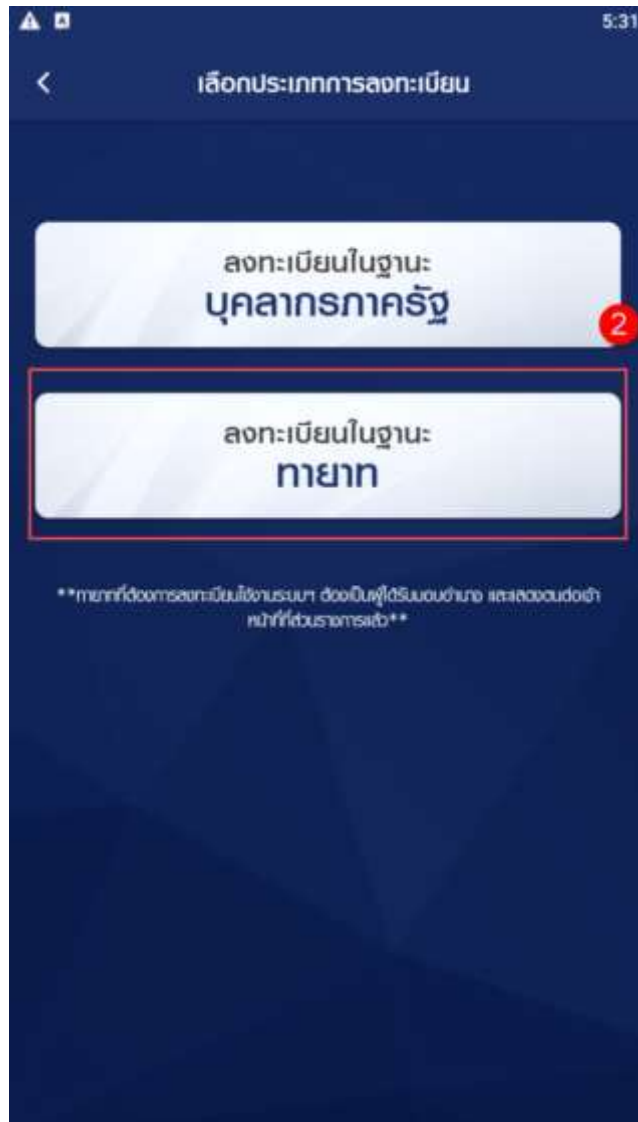 5:31
เลือกประเภทการลงทะเบียน
ลงทะเบียนในฐานะ
บุคลากรภาครัฐ
2
ลงทะเบียนในฐานะ
ทายาท
**ทายาทที่ต้องการลงทะเบียนใช้งานระบบฯ ต้องเป็นผู้ได้รับมอบอำนาจ และแสดงตนต่อเจ้า
หน้าที่ที่ส่วนราชการแล้ว**